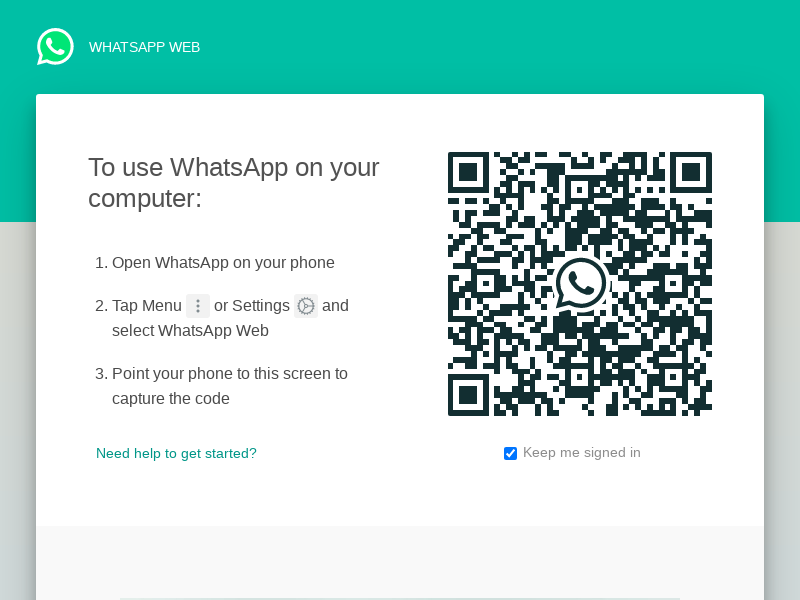 WHATSAPP WEB
To use WhatsApp on your
computer:
1. Open WhatsApp on your phone
2. Tap Menu or Settings and
select WhatsApp Web
3. Point your phone to this screen to
capture the code
Need help to get started?
Keep me signed in